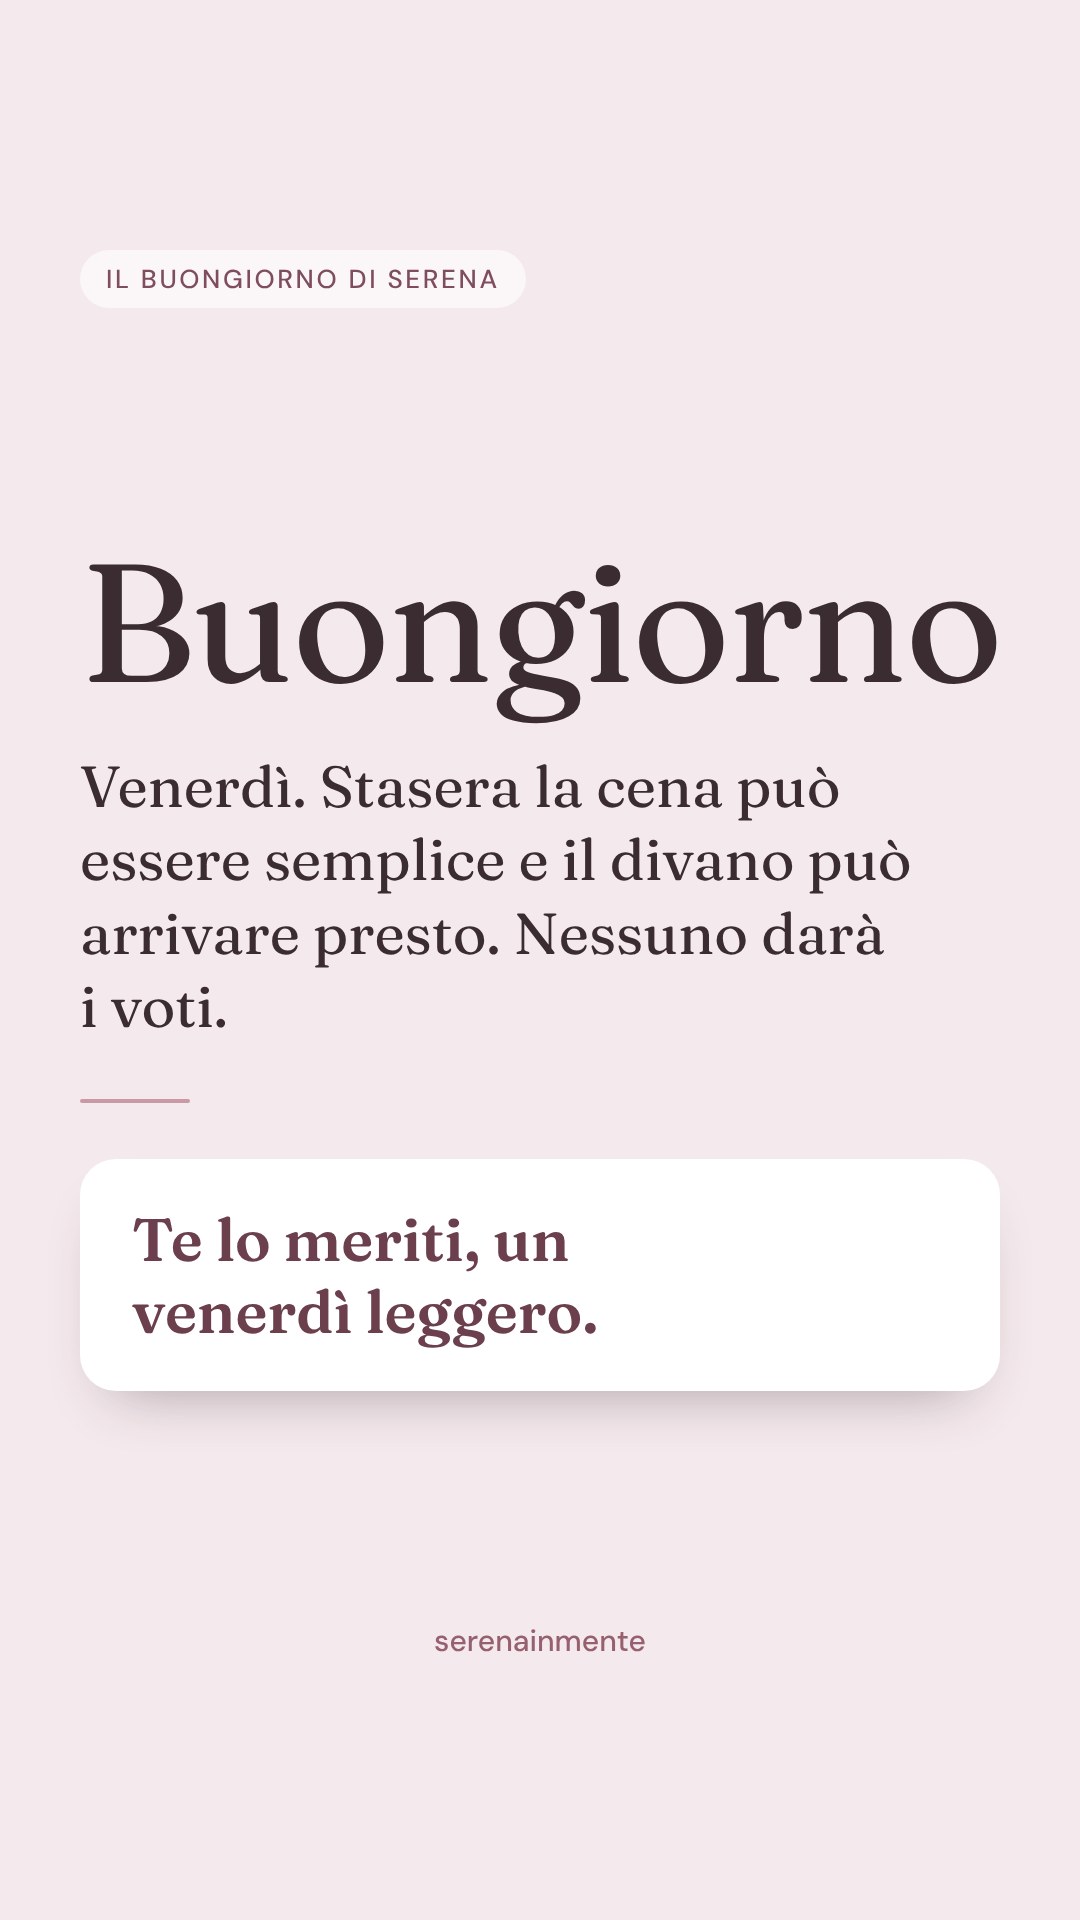 IL BUONGIORNO DI SERENA
Buongiorno
Venerdì. Stasera la cena può
essere semplice e il divano può
arrivare presto. Nessuno darà
i voti.
Te lo meriti, un
venerdì leggero.
serenainmente